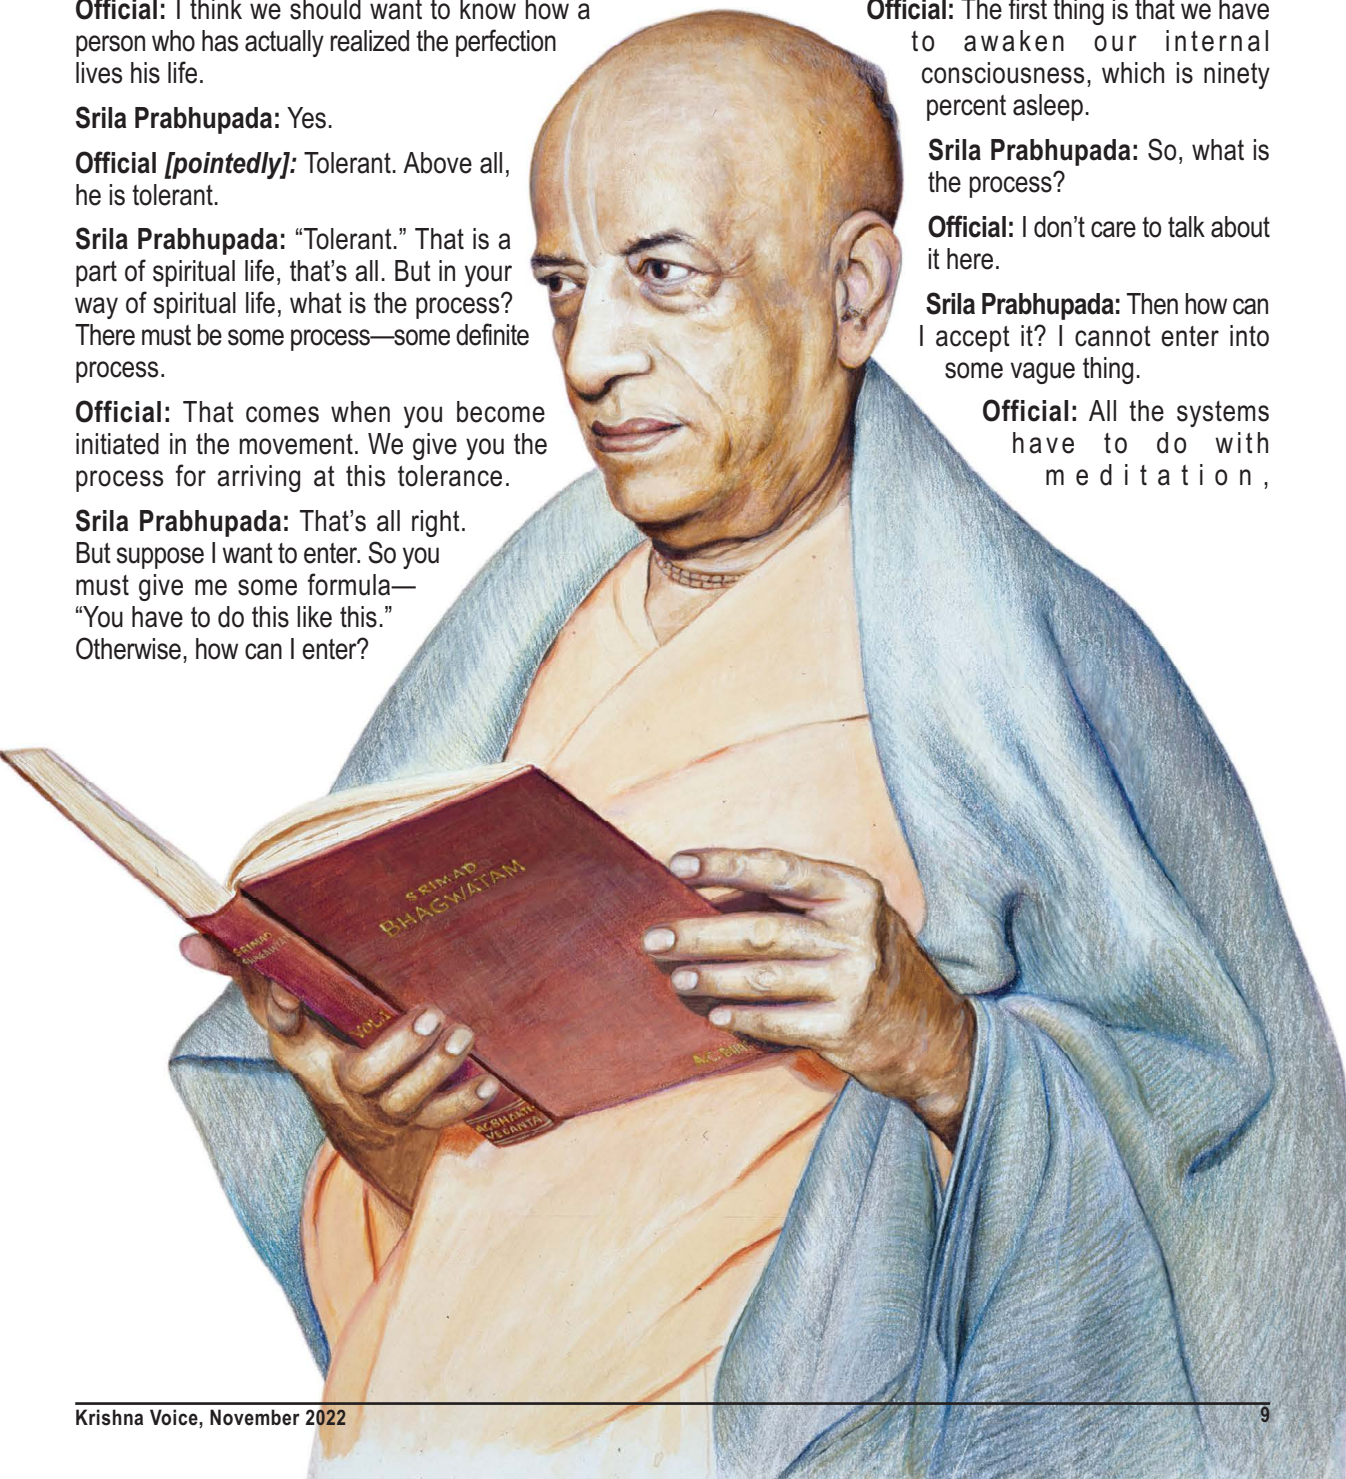 Official: I think we should want to know how a
person who has actually realized the perfection
lives his life.
Srila Prabhupada: Yes.
Official [pointedly]: Tolerant. Above all,
he is tolerant.
Srila Prabhupada: “Tolerant.” That is a
part of spiritual life, that’s all. But in your
way of spiritual life, what is the process?
There must be some process—some definite
process.
Official: That comes when you become
initiated in the movement. We give you the
process for arriving at this tolerance.
Srila Prabhupada: That’s all right.
But suppose I want to enter. So you
must give me some formula—
“You have to do this like this.”
Otherwise, how can I enter?
Official: The first thing is that we have
to awaken our internal
consciousness, which is ninety
percent asleep.
Srila Prabhupada: So, what is
the process?
Official: I don’t care to talk about
it here.
Srila Prabhupada: Then how can
I accept it? I cannot enter into
some vague thing.
Official: All the systems
have to do with
meditation,
SRIMAD
BHAGWATAM
SRIMAD
VOL.1
A.C.BHAKTI
VEDANTA
Krishna Voice, November 2022
9